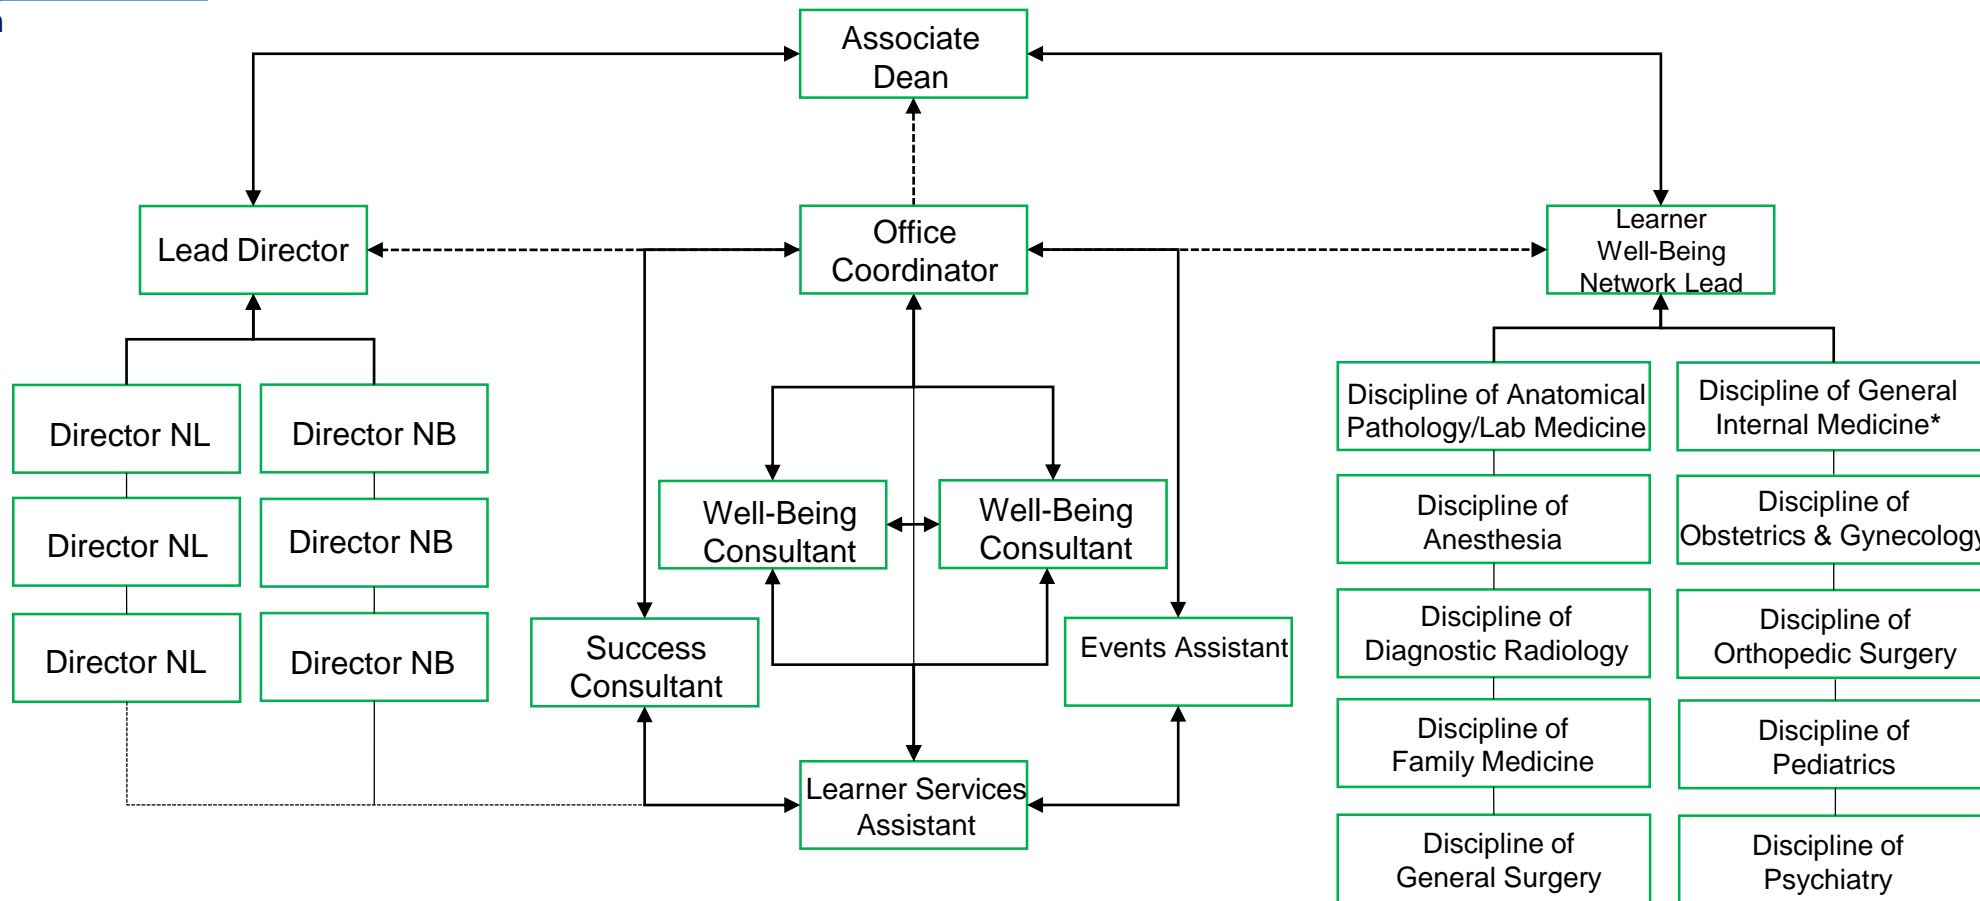 Associate
Dean
Lead Director
Office
Coordinator
Learner
Well-Being
Network Lead
Director NL
Director NB
Director NL
Director NB
Director NL
Director NB
Well-Being
Consultant
Well-Being
Consultant
Success
Consultant
Events Assistant
Learner Services
Assistant
Discipline of Anatomical
Pathology/Lab Medicine
Discipline of General
Internal Medicine*
Discipline of
Anesthesia
Discipline of
Obstetrics & Gynecology
Discipline of
Diagnostic Radiology
Discipline of
Orthopedic Surgery
Discipline of
Family Medicine
Discipline of
Pediatrics
Discipline of
General Surgery
Discipline of
Psychiatry